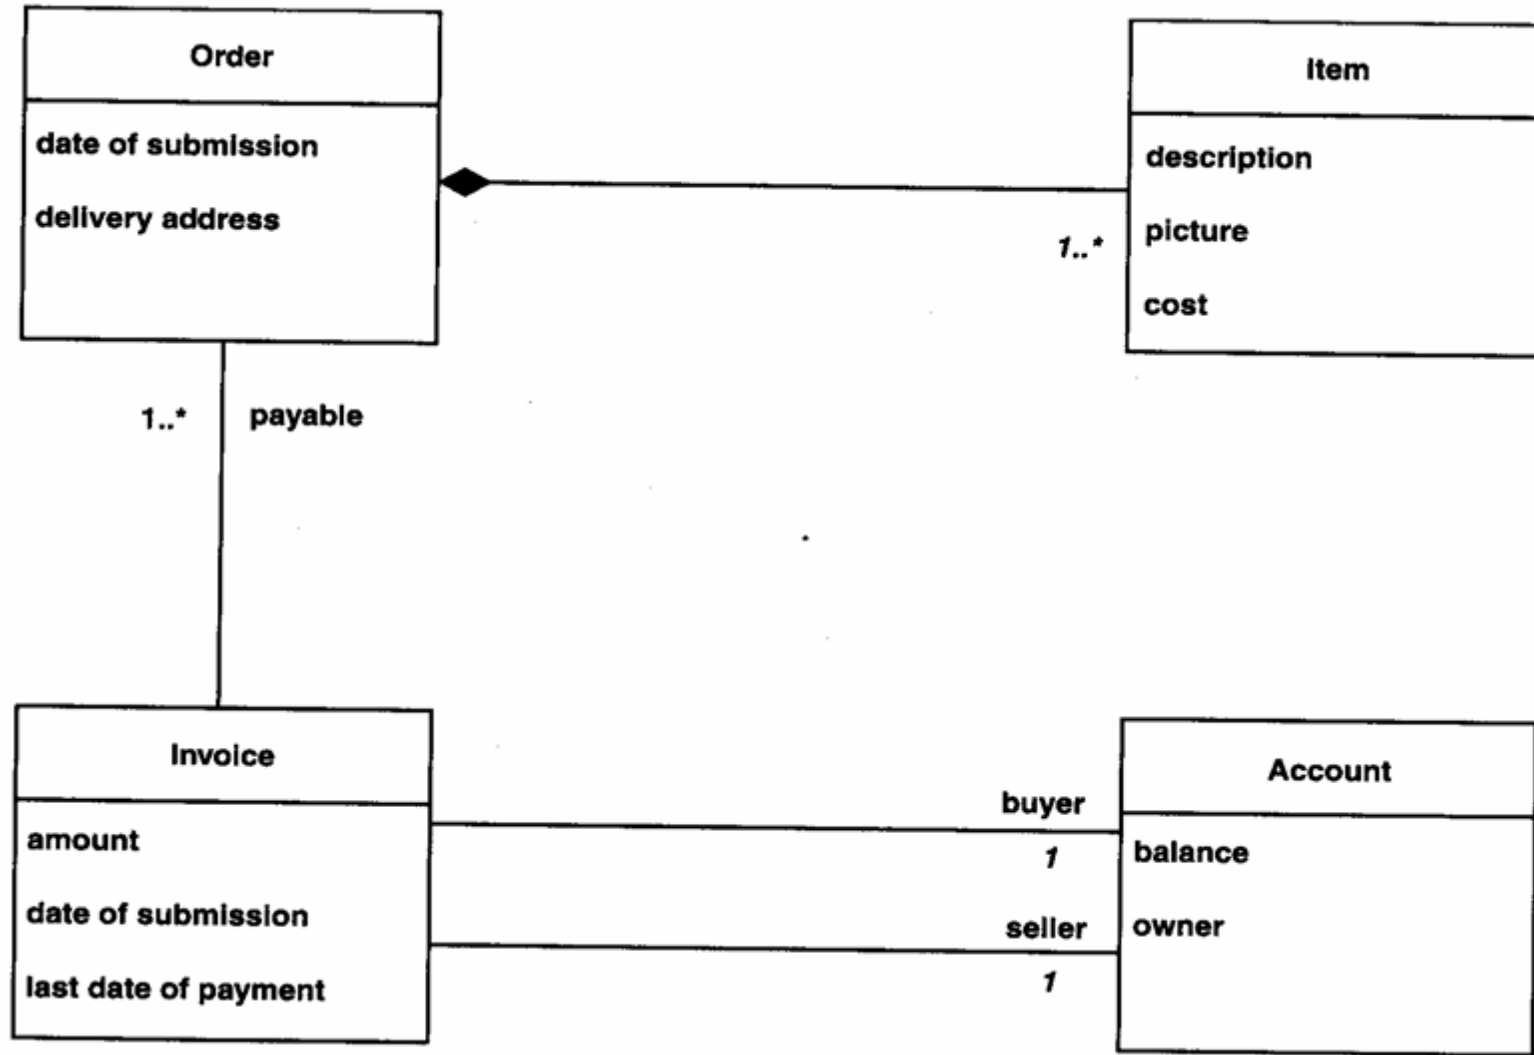 Order
date of submission
delivery address
Item
description
picture
cost
1..*
1..*
payable
Invoice
amount
date of submission
last date of payment
buyer
1
seller
1
Account
balance
owner